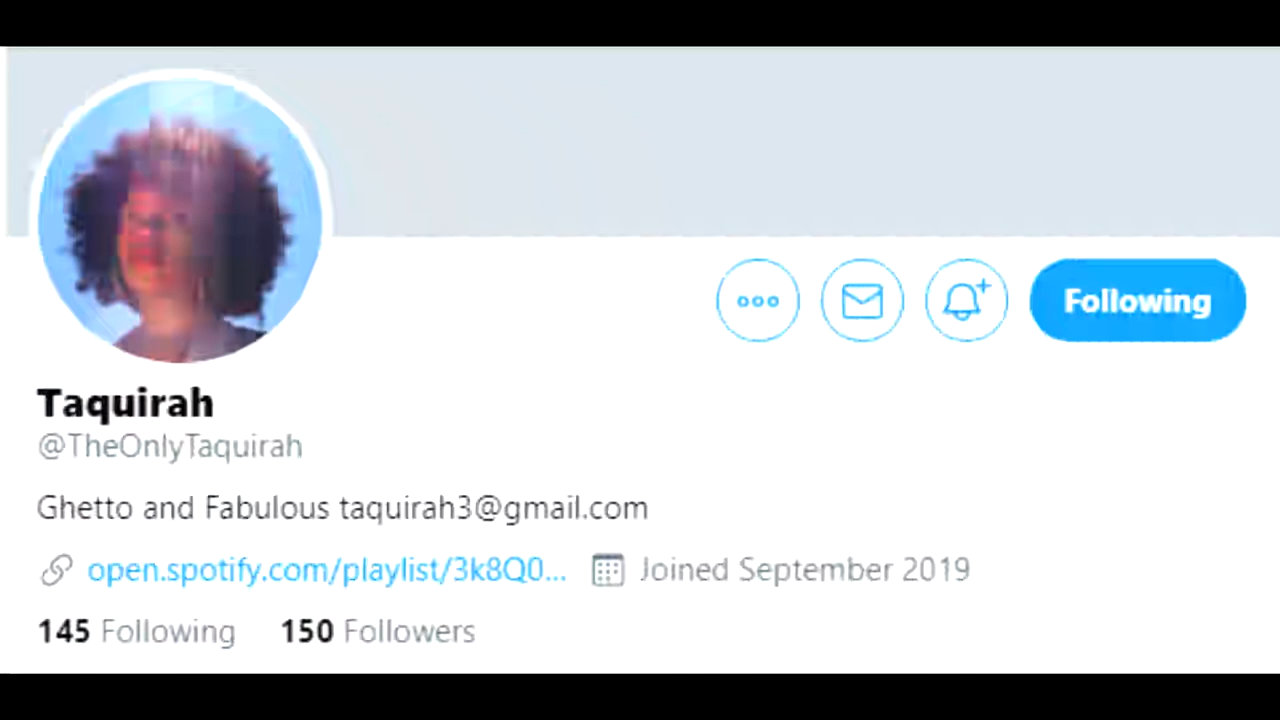 Following
Taquirah
@TheOnlyTaquirah
Ghetto and Fabulous taquirah3@gmail.com
open.spotify.com/playlist/3k8Q0... Joined September 2019
145 Following 150 Followers